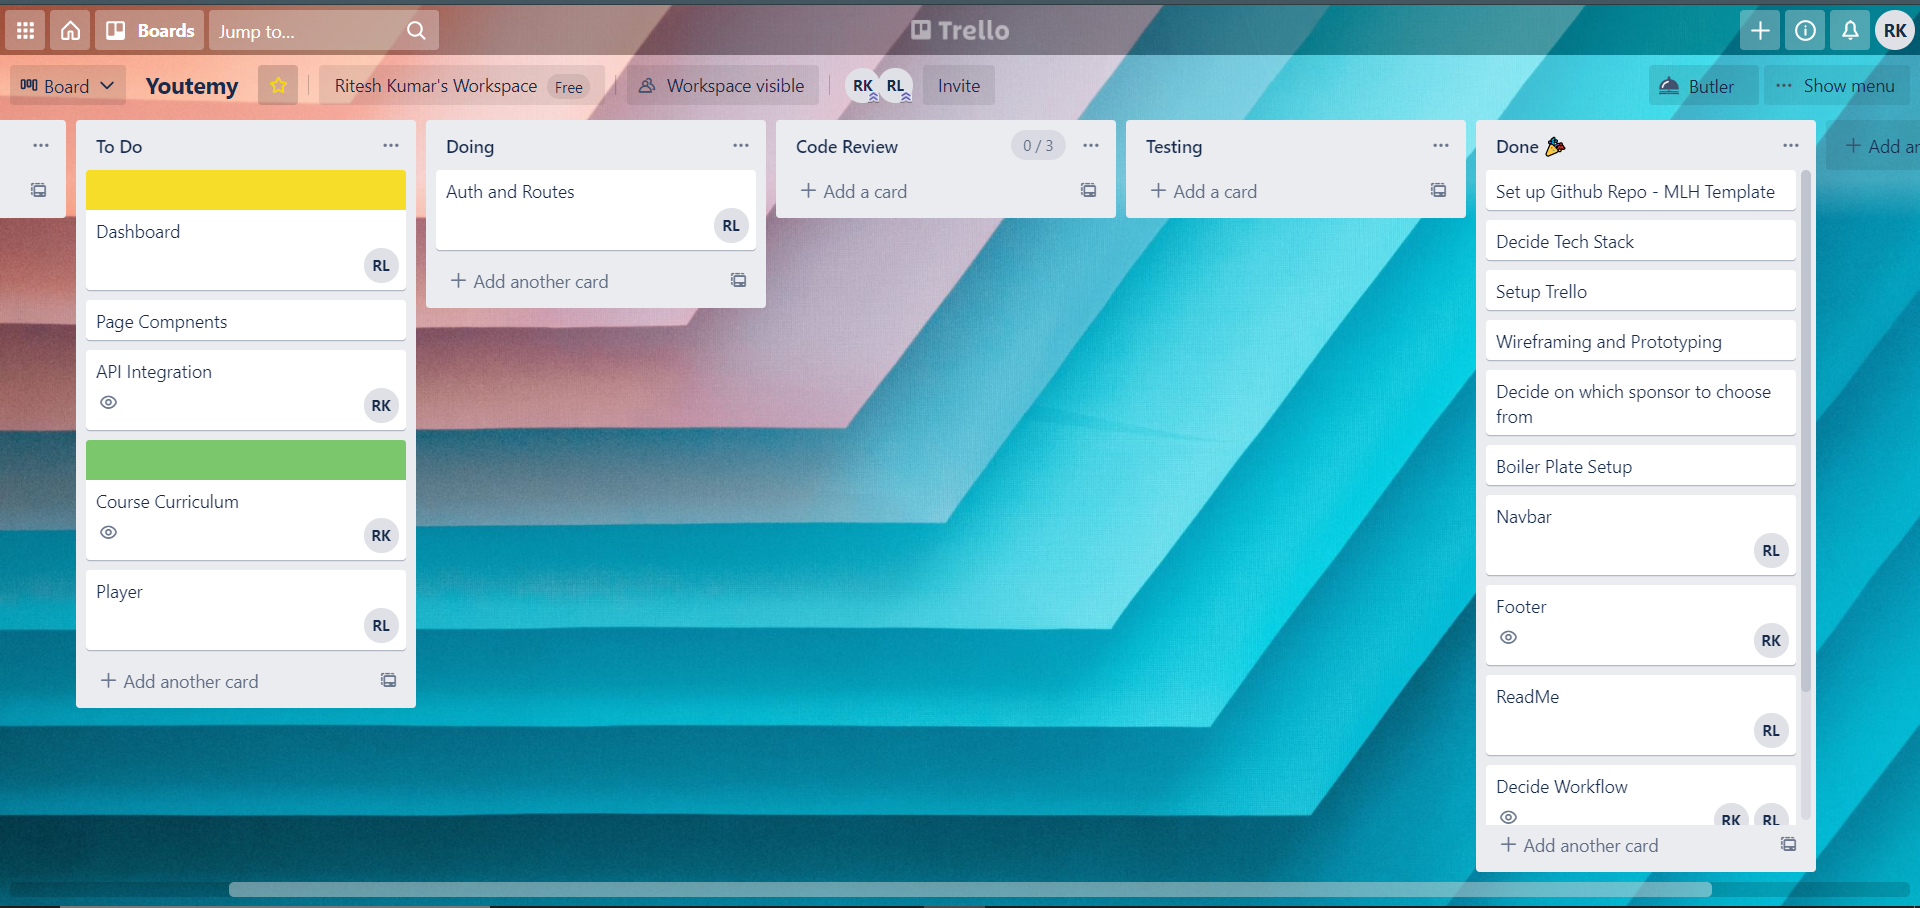 Boards
Jump to...
Trello
RK
Board
Youtemy
Ritesh Kumar's Workspace
Free
Workspace visible
RK
RL
Invite
Butler
Show menu
To Do
Dashboard
RL
Page Compnents
API Integration
RK
Course Curriculum
RK
Player
RL
Add another card
Doing
Auth and Routes
RL
Add another card
Code Review
0 / 3
Add a card
Testing
Add a card
Done
Set up Github Repo - MLH Template
Decide Tech Stack
Setup Trello
Wireframing and Prototyping
Decide on which sponsor to choose
from
Boiler Plate Setup
Navbar
RL
Footer
RK
ReadMe
RL
Decide Workflow
RK
RL
Add another card
Add